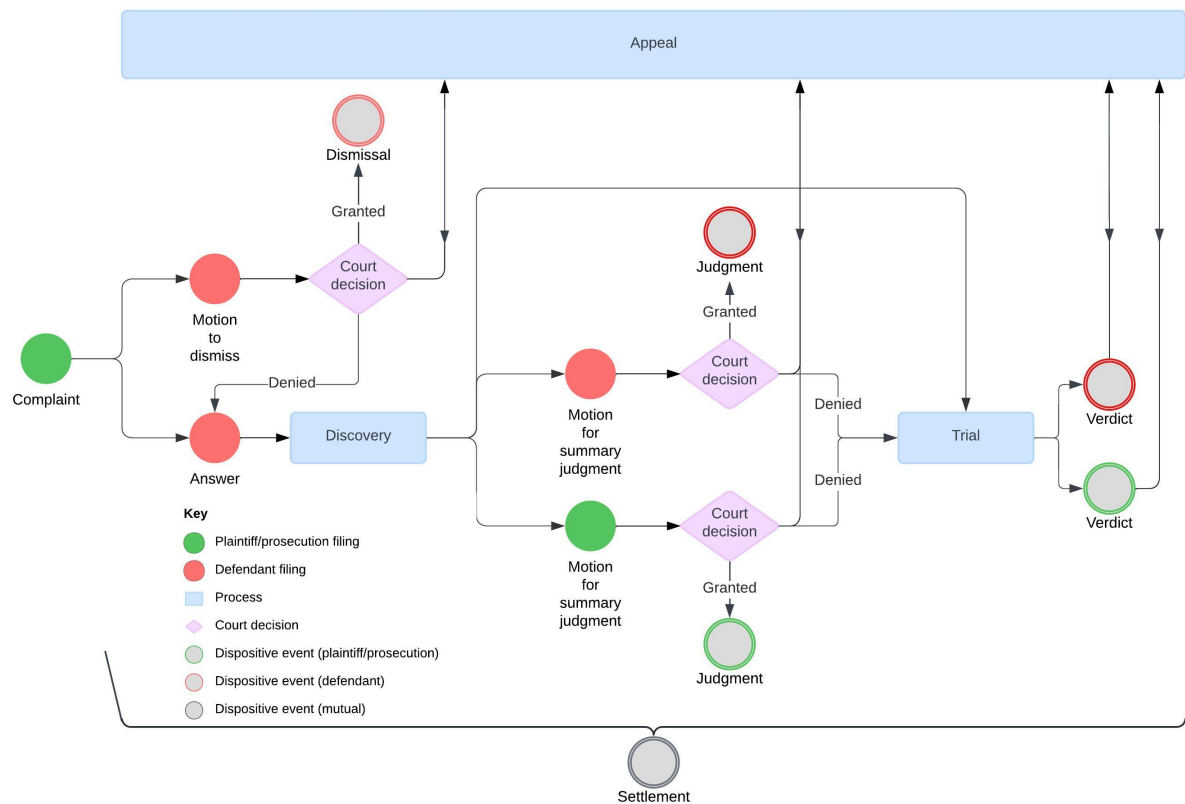 Appeal
Dismissal
Granted
Court
decision
Motion
to
dismiss
Complaint
Denied
Answer
Discovery
Judgment
Granted
Court
decision
Motion
for
summary
judgment
Denied
Trial
Verdict
Denied
Court
decision
Motion
for
summary
judgment
Granted
Judgment
Verdict
Key
Plaintiff/prosecution filing
Defendant filing
Process
Court decision
Dispositive event (plaintiff/prosecution)
Dispositive event (defendant)
Dispositive event (mutual)
Settlement